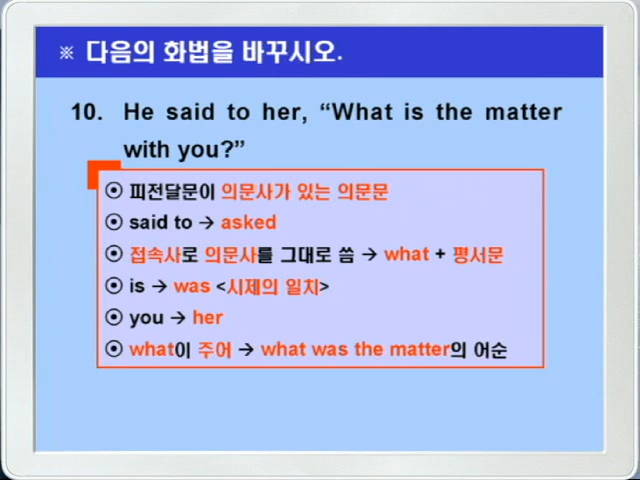 ※ 다음의 화법을 바꾸시오.
10. He said to her, “What is the matter
with you?”
⊙ 피전달문이 의문사가 있는 의문문
⊙ said to → asked
⊙ 접속사로 의문사를 그대로 씀 → what + 평서문
⊙ is → was <시제의 일치>
⊙ you → her
⊙ what이 주어 → what was the matter의 어순